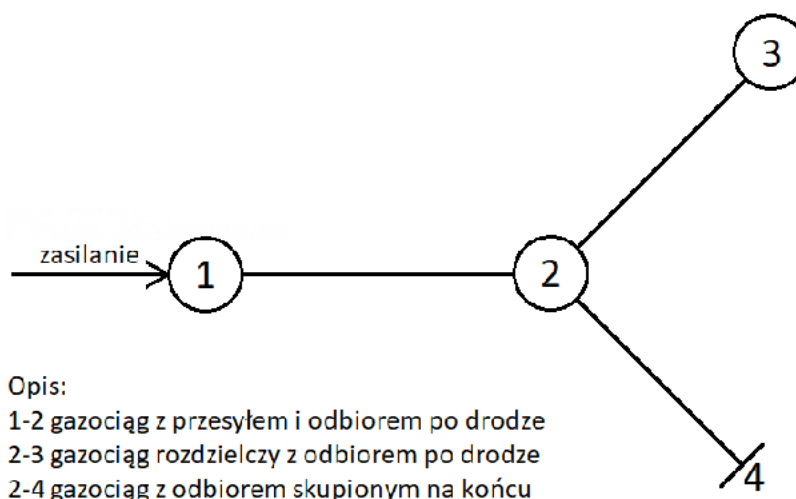 3
zasilanie
1
2
Opis:
1-2 gazociąg z przesyłem i odbiorem po drodze
2-3 gazociąg rozdzielczy z odbiorem po drodze
2-4 gazociąg z odbiorem skupionym na końcu
4